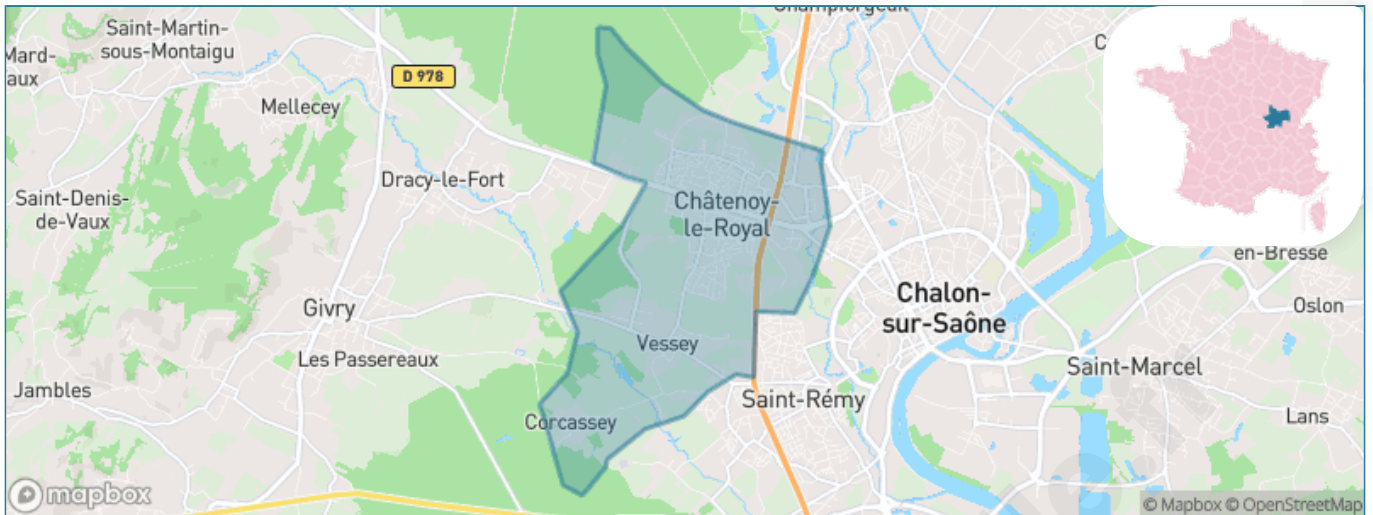 Champforgeuil
Saint-Martin-
sous-Montaigu
Mard-
aux
D 978
C
Mellecey
Dracy-le-Fort
Saint-Denis-
de-Vaux
Châtenoy-
le-Royal
en-Bresse
Givry
Chalon-
sur-Saône
Oslon
Les Passereaux
Vessey
Saint-Marcel
Jambles
Saint-Rémy
Lans
Corcassey
mapbox
© Mapbox © OpenStreetMap